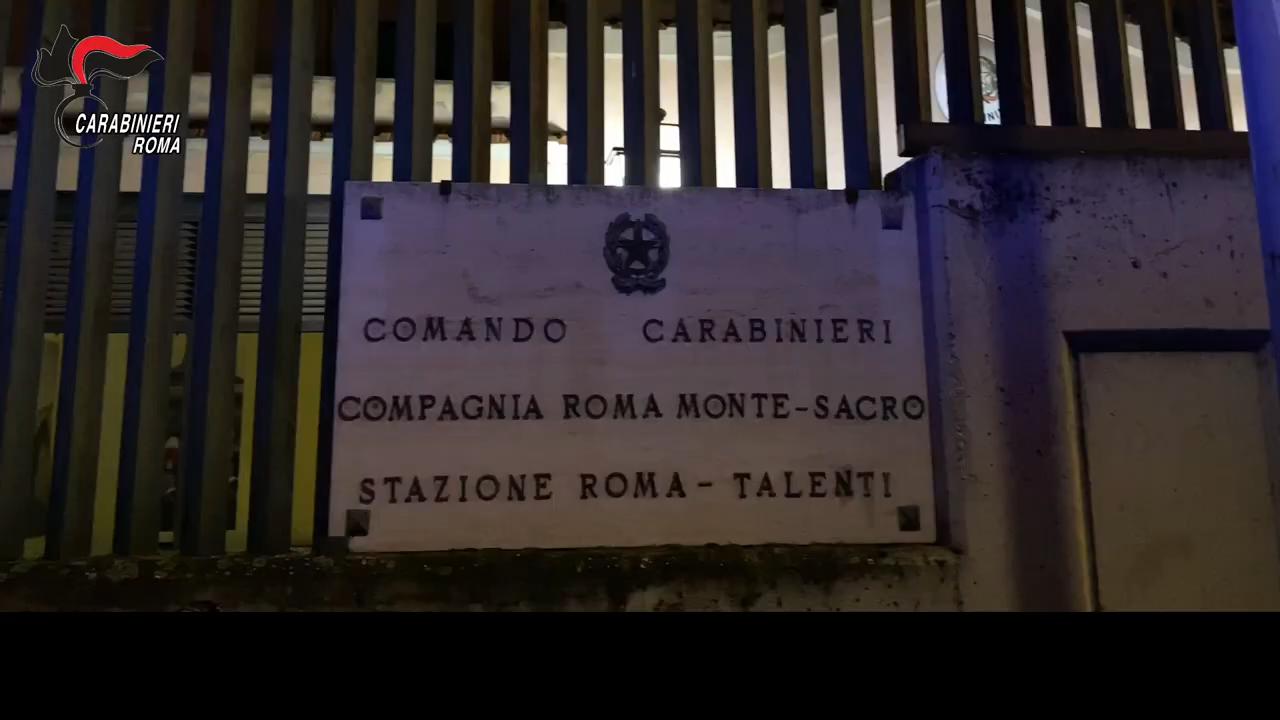 CARABINIERI
ROMA
COMANDO CARABINIERI
COMPAGNIA ROMA MONTE-SACRO
STAZIONE ROMA-TALENTI